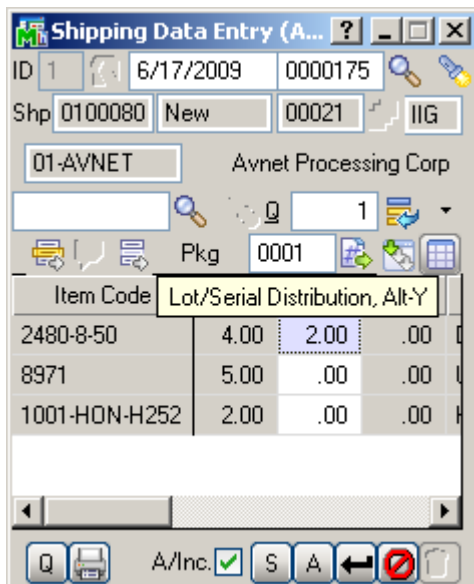 Shipping Data Entry (A... ?
ID 1 6/17/2009 0000175
Shp 0100080 New 00021 IIG
01-AVNET Avnet Processing Corp
Q 1
Pkg 0001
Item Code Lot/Serial Distribution, Alt-Y
2480-8-50 4.00 2.00 .00
8971 5.00 .00 .00
1001-HON-H252 2.00 .00 .00
Q A/Inc. S A